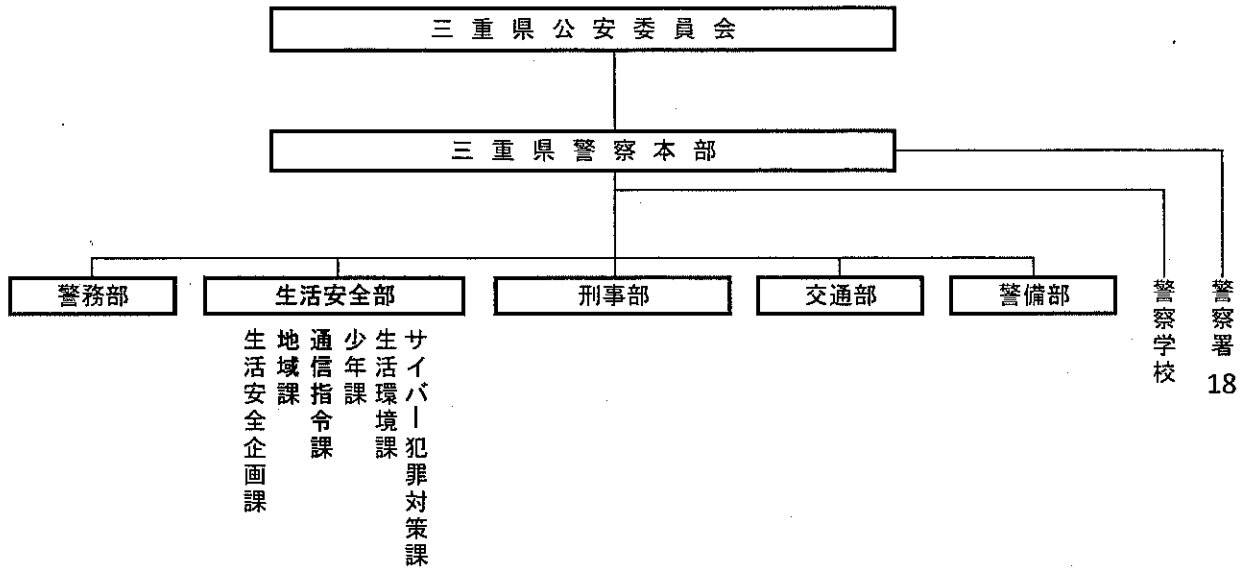 三重県公安委員会
三重県警察本部
警務部
生活安全部
刑事部
交通部
警備部
警察学校
警察署
18
サイバー犯罪対策課
生活環境課
少年課
通信指令課
地域課
生活安全企画課